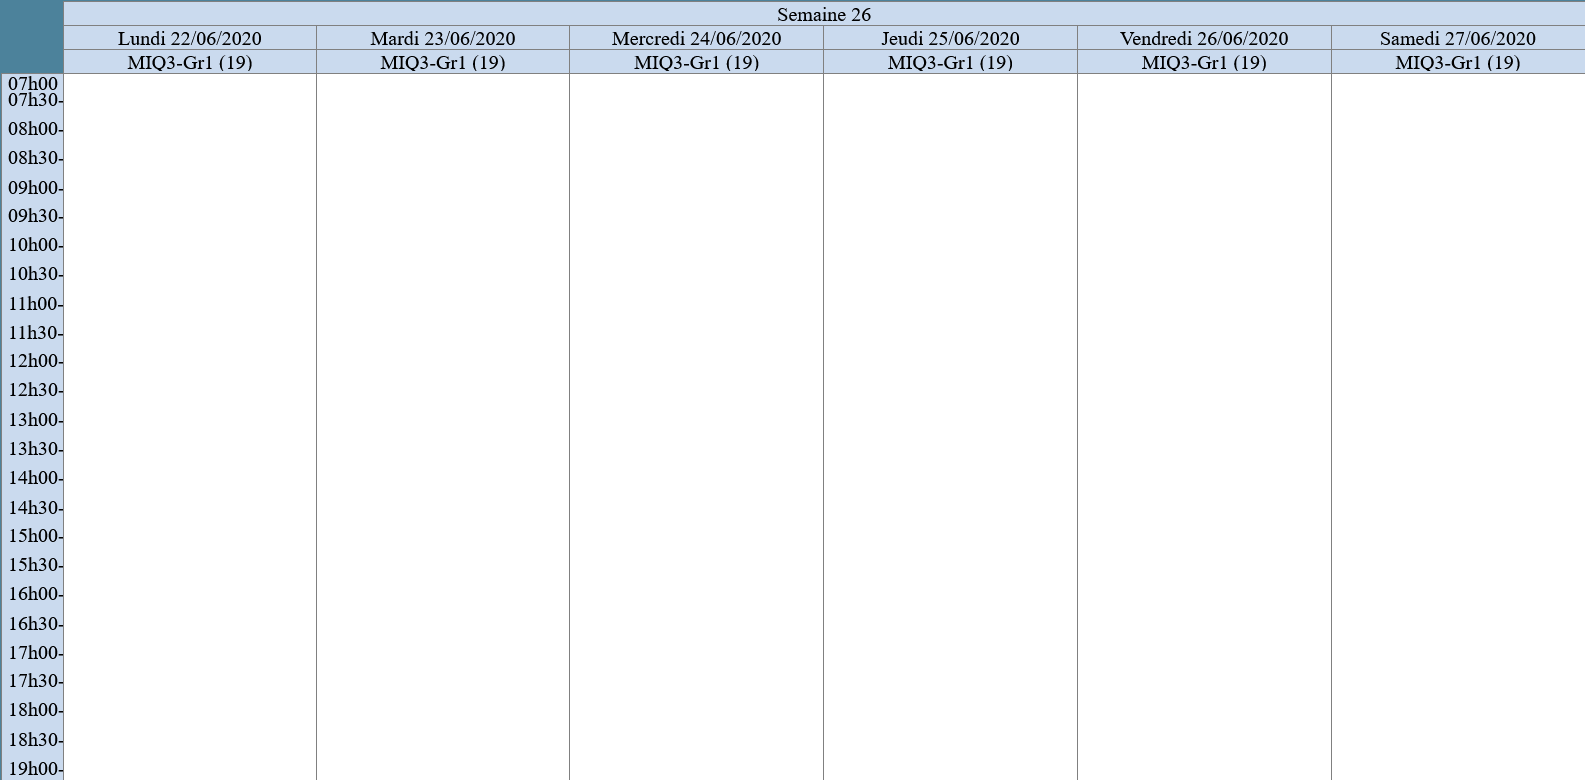 Semaine 26
Lundi 22/06/2020 Mardi 23/06/2020 Mercredi 24/06/2020 Jeudi 25/06/2020 Vendredi 26/06/2020 Samedi 27/06/2020
MIQ3-Gr1 (19) MIQ3-Gr1 (19) MIQ3-Gr1 (19) MIQ3-Gr1 (19) MIQ3-Gr1 (19) MIQ3-Gr1 (19)
07h00
07h30
08h00
08h30
09h00
09h30
10h00
10h30
11h00
11h30
12h00
12h30
13h00
13h30
14h00
14h30
15h00
15h30
16h00
16h30
17h00
17h30
18h00
18h30
19h00